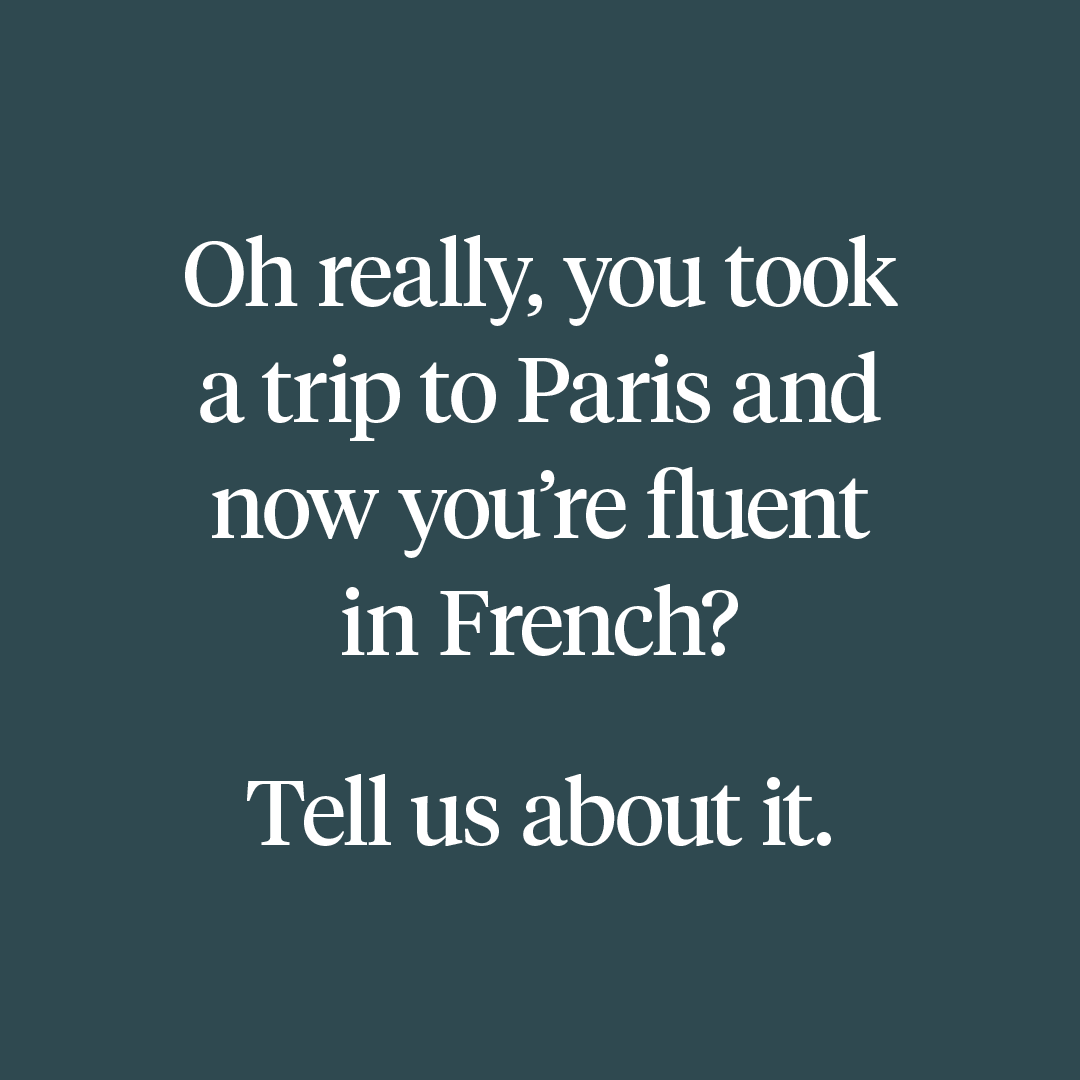 Oh really, you took
a trip to Paris and
now you’re fluent
in French?
Tell us about it.